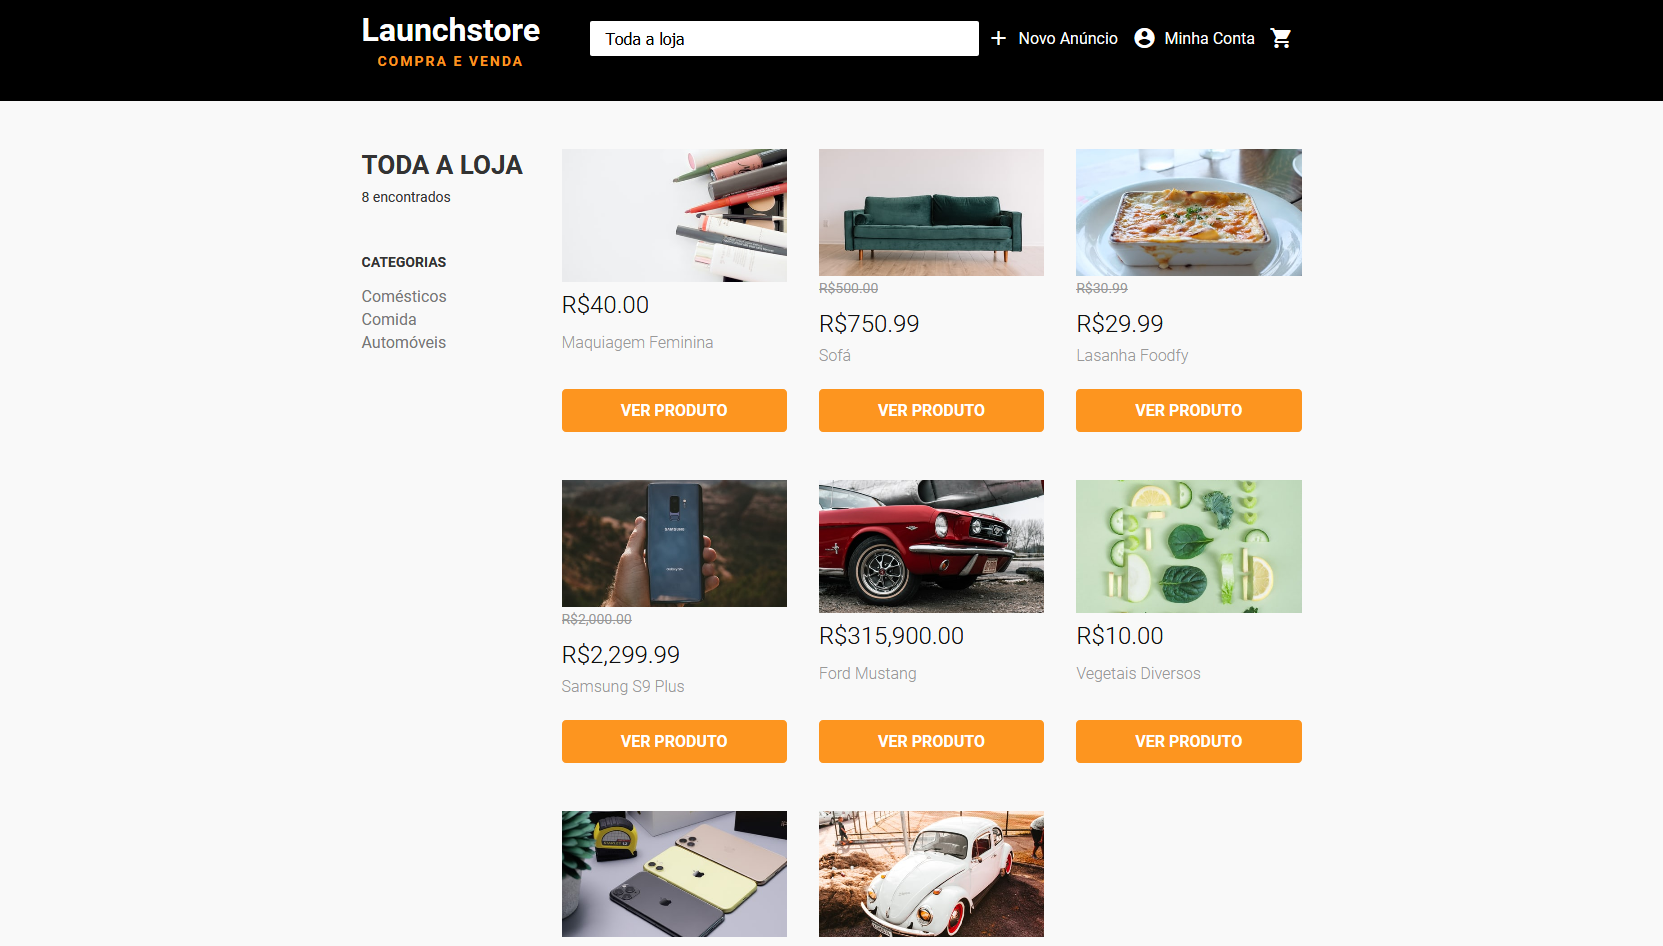 Launchstore
COMPRA E VENDA
Toda a loja
Novo Anúncio
Minha Conta
TODA A LOJA
8 encontrados
CATEGORIAS
Comésticos
Comida
Automóveis
R$40.00
Maquiagem Feminina
VER PRODUTO
R$500.00
R$750.99
Sofá
VER PRODUTO
R$30.99
R$29.99
Lasanha Foodfy
VER PRODUTO
SAMSUNG
R$2,000.00
R$2,299.99
Samsung S9 Plus
VER PRODUTO
R$315,900.00
Ford Mustang
VER PRODUTO
R$10.00
Vegetais Diversos
VER PRODUTO